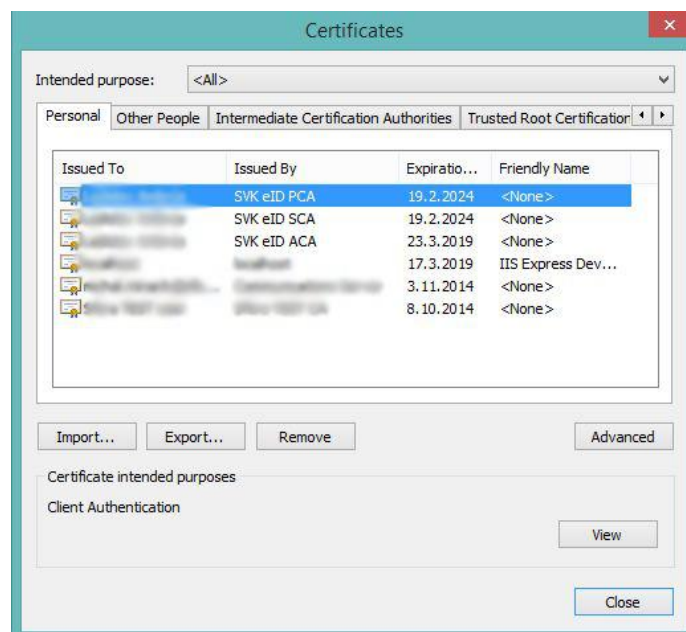 Certificates
Intended purpose: <All>
Personal Other People Intermediate Certification Authorities Trusted Root Certification
Issued To Issued By Expiratio... Friendly Name
SVK eID PCA 19.2.2024 <None>
SVK eID SCA 19.2.2024 <None>
SVK eID ACA 23.3.2019 <None>
17.3.2019 IIS Express Dev...
3.11.2014 <None>
8.10.2014 <None>
Import... Export... Remove Advanced
Certificate intended purposes
Client Authentication
View
Close